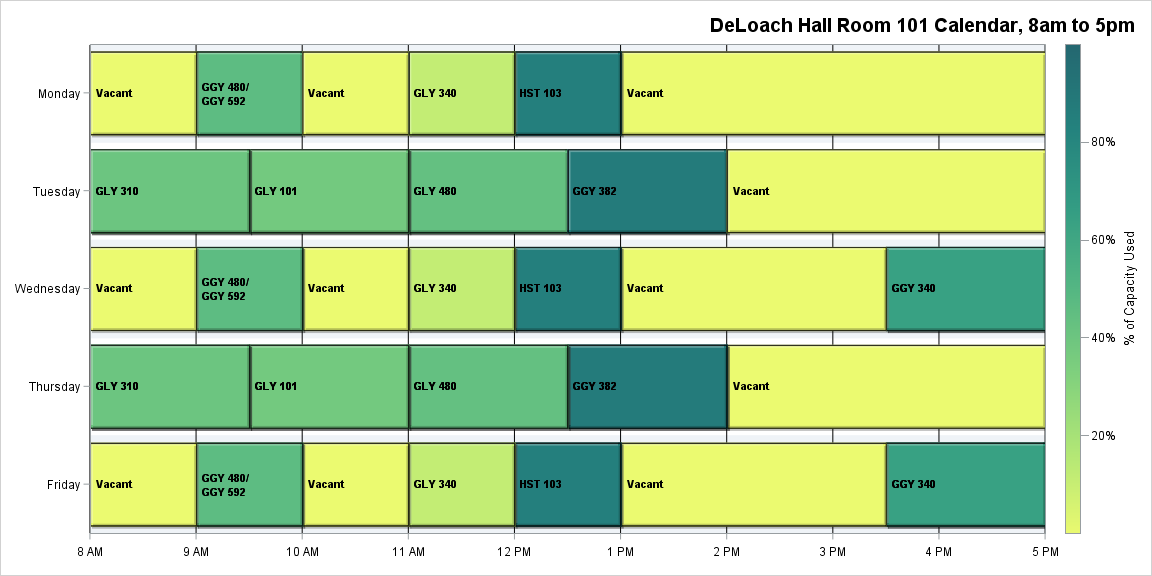 DeLoach Hall Room 101 Calendar, 8am to 5pm
Monday
Vacant
GGY 480/
GGY 592
Vacant
GLY 340
HST 103
Vacant
Tuesday
GLY 310
GLY 101
GLY 480
GGY 382
Vacant
Wednesday
Vacant
GGY 480/
GGY 592
Vacant
GLY 340
HST 103
Vacant
GGY 340
Thursday
GLY 310
GLY 101
GLY 480
GGY 382
Vacant
Friday
Vacant
GGY 480/
GGY 592
Vacant
GLY 340
HST 103
Vacant
GGY 340
8 AM
9 AM
10 AM
11 AM
12 PM
1 PM
2 PM
3 PM
4 PM
5 PM
80%
60%
40%
20%
% of Capacity Used